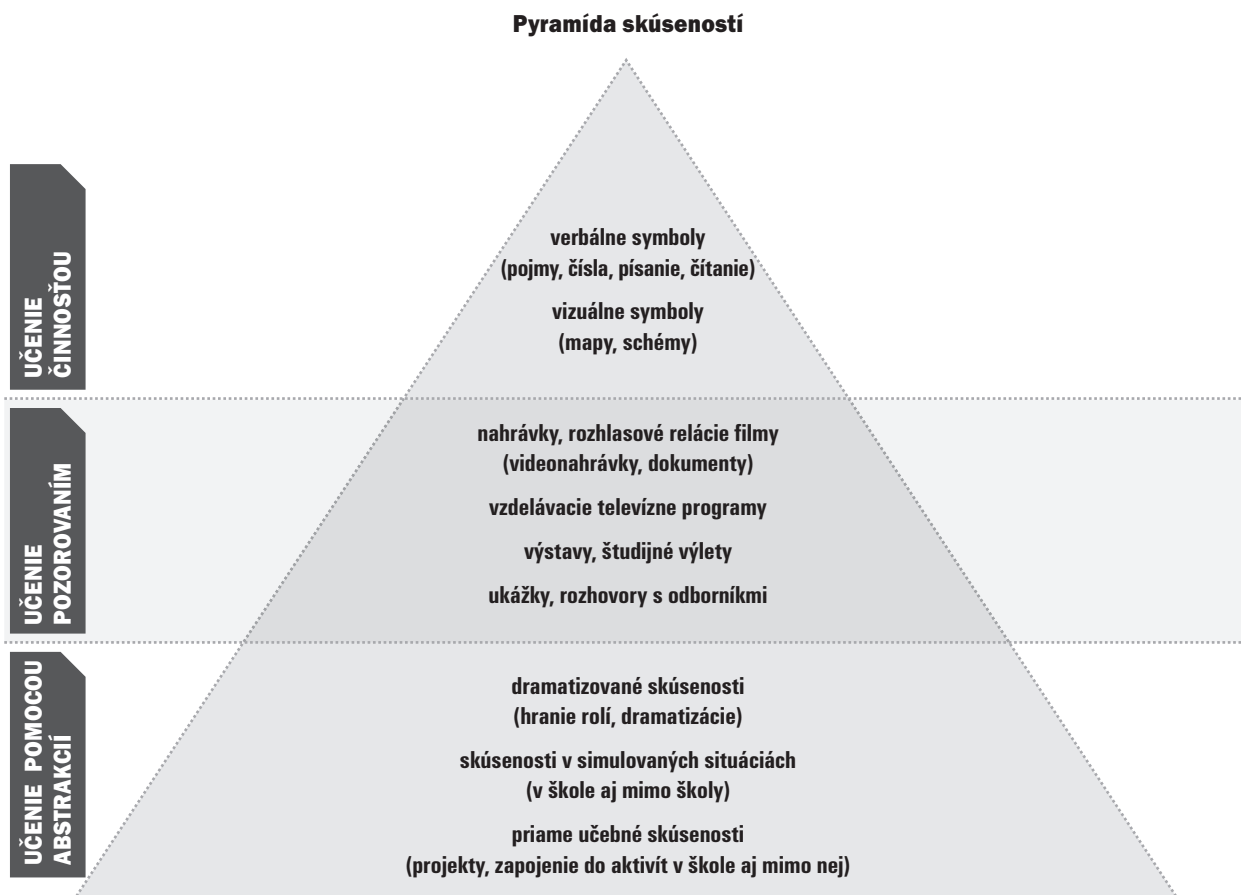 Pyramída skúseností
UČENIE
ČINNOSŤOU
verbálne symboly
(pojmy, čísla, písanie, čítanie)
vizuálne symboly
(mapy, schémy)
UČENIE
POZOROVANÍM
nahrávky, rozhlasové relácie filmy
(videonahrávky, dokumenty)
vzdelávacie televízne programy
výstavy, študijné výlety
ukážky, rozhovory s odborníkmi
UČENIE POMOCOU
ABSTRAKCIÍ
dramatizované skúsenosti
(hranie rolí, dramatizácie)
skúsenosti v simulovaných situáciách
(v škole aj mimo školy)
priame učebné skúsenosti
(projekty, zapojenie do aktivít v škole aj mimo nej)